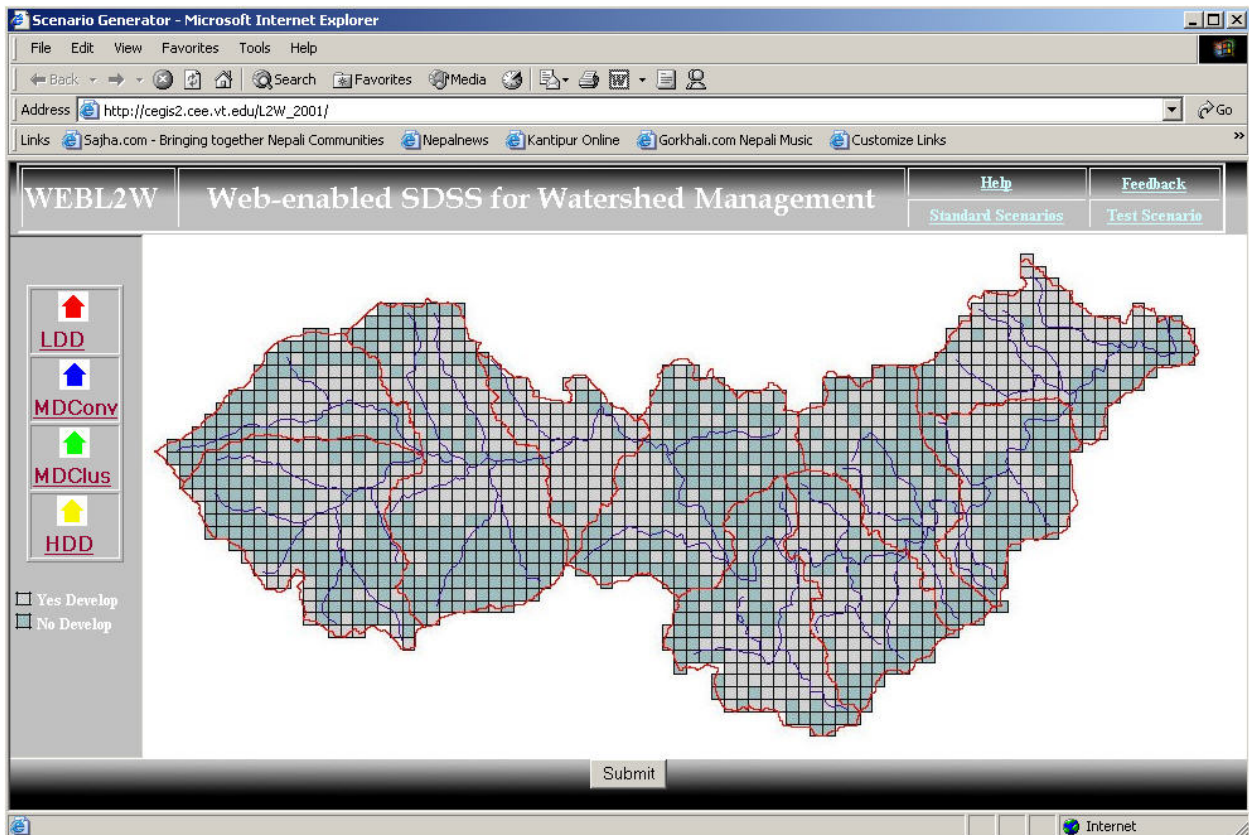 Scenario Generator - Microsoft Internet Explorer
File Edit View Favorites Tools Help
Back Search Favorites Media
Address http://cegis2.cee.vt.edu/L2W_2001/ Go
Links Sajha.com - Bringing together Nepali Communities Nepalnews Kantipur Online Gorkhali.com Nepali Music Customize Links »
WEBL2W Web-enabled SDSS for Watershed Management
Help Feedback
Standard Scenarios Test Scenario
LDD
MDConv
MDClus
HDD
Yes Develop
No Develop
Submit
Internet